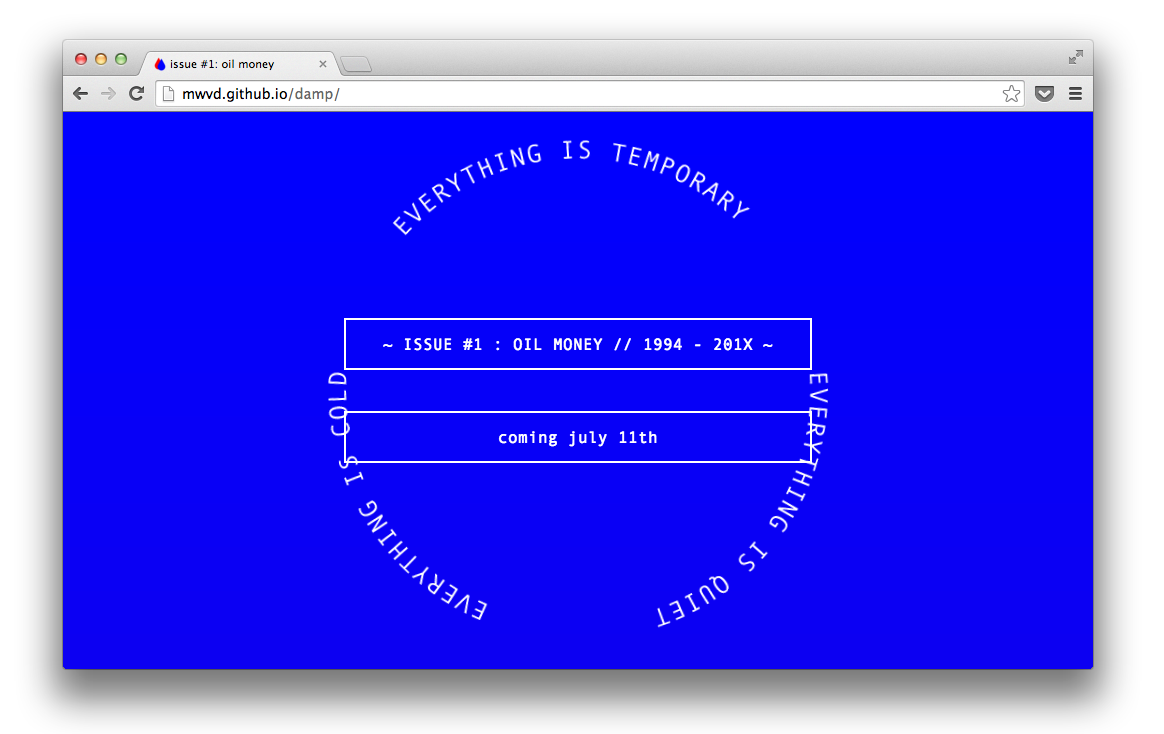 issue #1: oil money
mwvd.github.io/damp/
EVERYTHING IS TEMPORARY
~ ISSUE #1 : OIL MONEY // 1994 - 201X ~
coming july 11th
EVERYTHING IS QUIET
EVERYTHING IS COLD